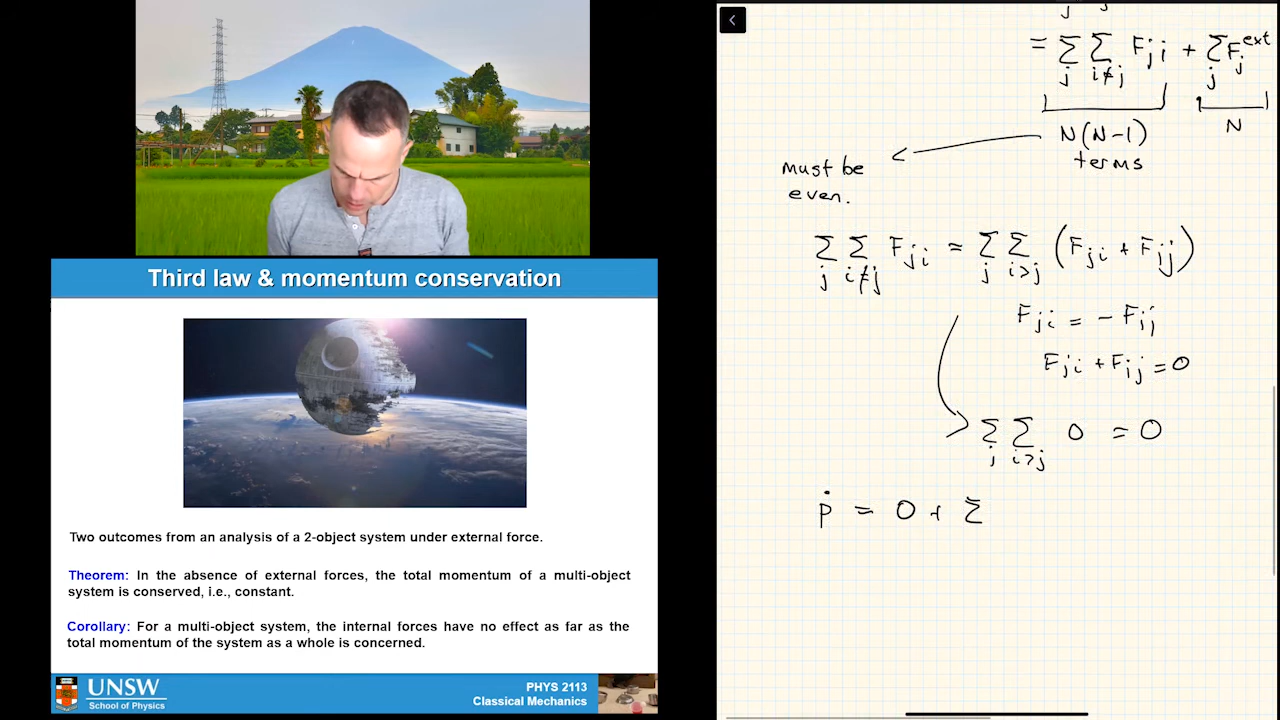 Third law & momentum conservation
Two outcomes from an analysis of a 2-object system under external force.
Theorem: In the absence of external forces, the total momentum of a multi-object
system is conserved, i.e., constant.
Corollary: For a multi-object system, the internal forces have no effect as far as the
total momentum of the system as a whole is concerned.
UNSW
School of Physics
PHYS 2113
Classical Mechanics
j j
= Σ Σ Fji + Σ Fj^ext
j i≠j j
N(N-1)
terms
N
must be
even.
Σ Σ Fji = Σ Σ (Fji + Fij)
j i≠j j i>j
Fji = - Fij
Fji + Fij = 0
Σ Σ 0 = 0
j i>j
ṗ = 0 + Σ